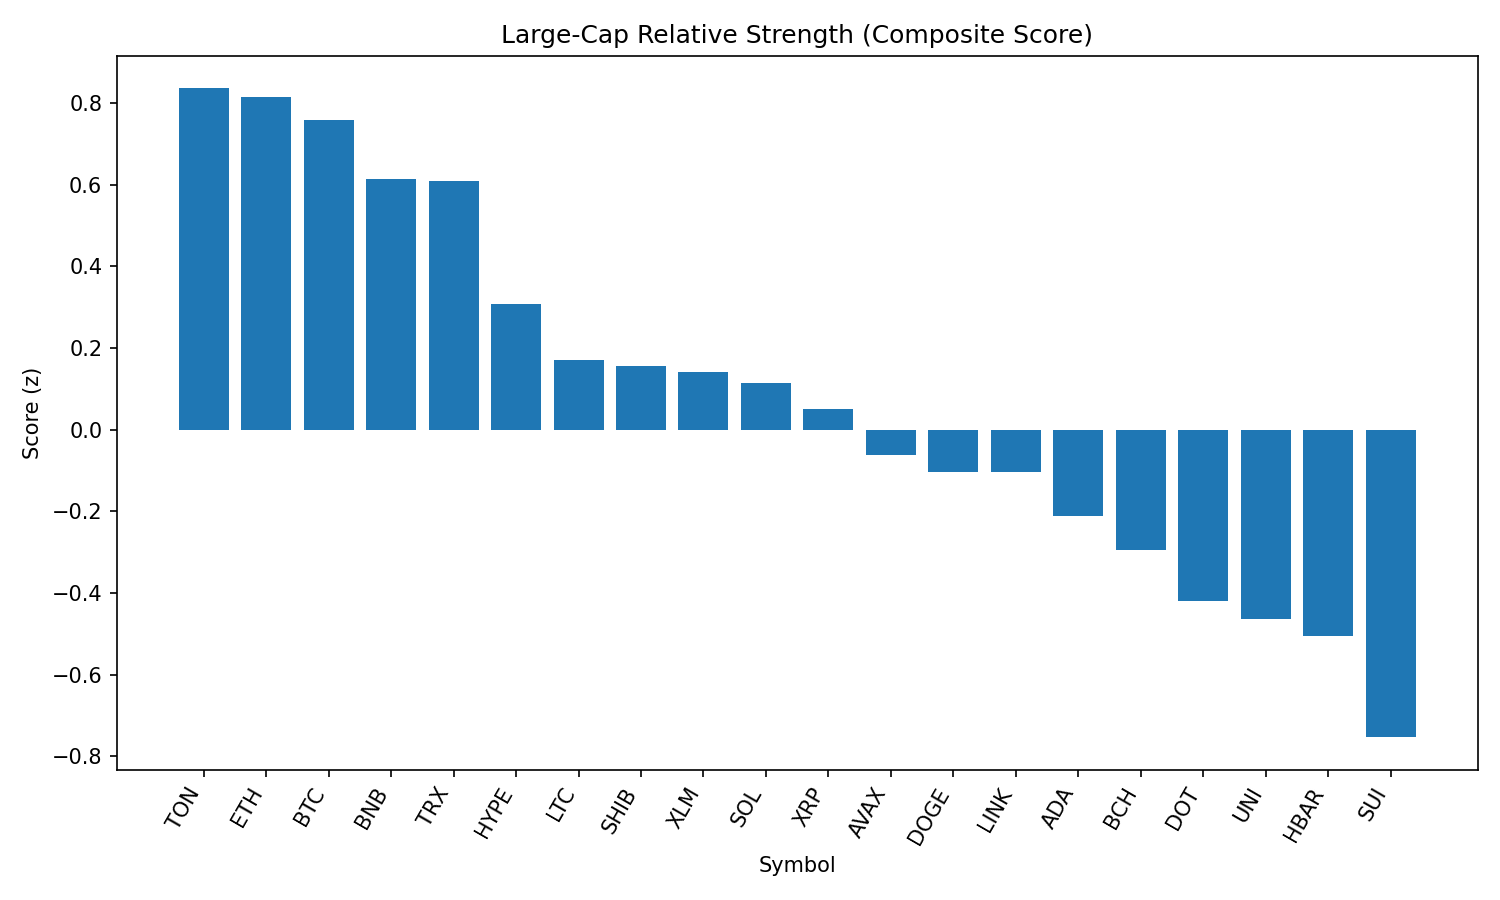 Large-Cap Relative Strength (Composite Score)
Score (z)
0.8
0.6
0.4
0.2
0.0
−0.2
−0.4
−0.6
−0.8
TON
ETH
BTC
BNB
TRX
HYPE
LTC
SHIB
XLM
SOL
XRP
AVAX
DOGE
LINK
ADA
BCH
DOT
UNI
HBAR
SUI
Symbol